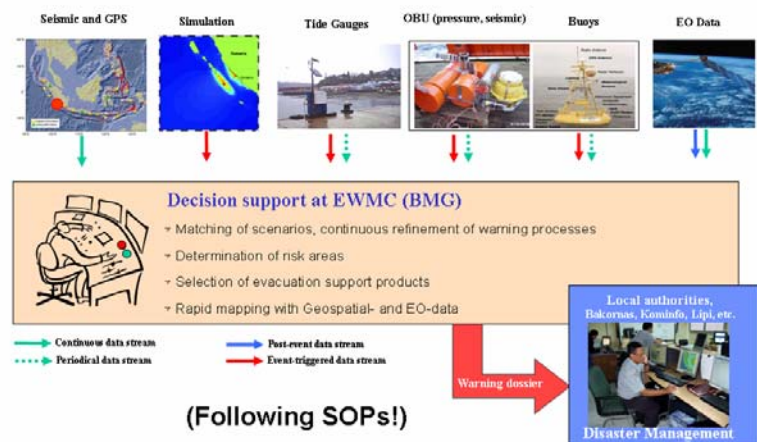 Seismic and GPS
Simulation
Tide Gauges
OBU (pressure, seismic)
Buoys
EO Data
Decision support at EWMC (BMG)
Matching of scenarios, continuous refinement of warning processes
Determination of risk areas
Selection of evacuation support products
Rapid mapping with Geospatial- and EO-data
Local authorities,
Bakornas, Kominfo, Lipi, etc.
Continuous data stream
Post-event data stream
Periodical data stream
Event-triggered data stream
Warning dossier
(Following SOPs!)
Disaster Management